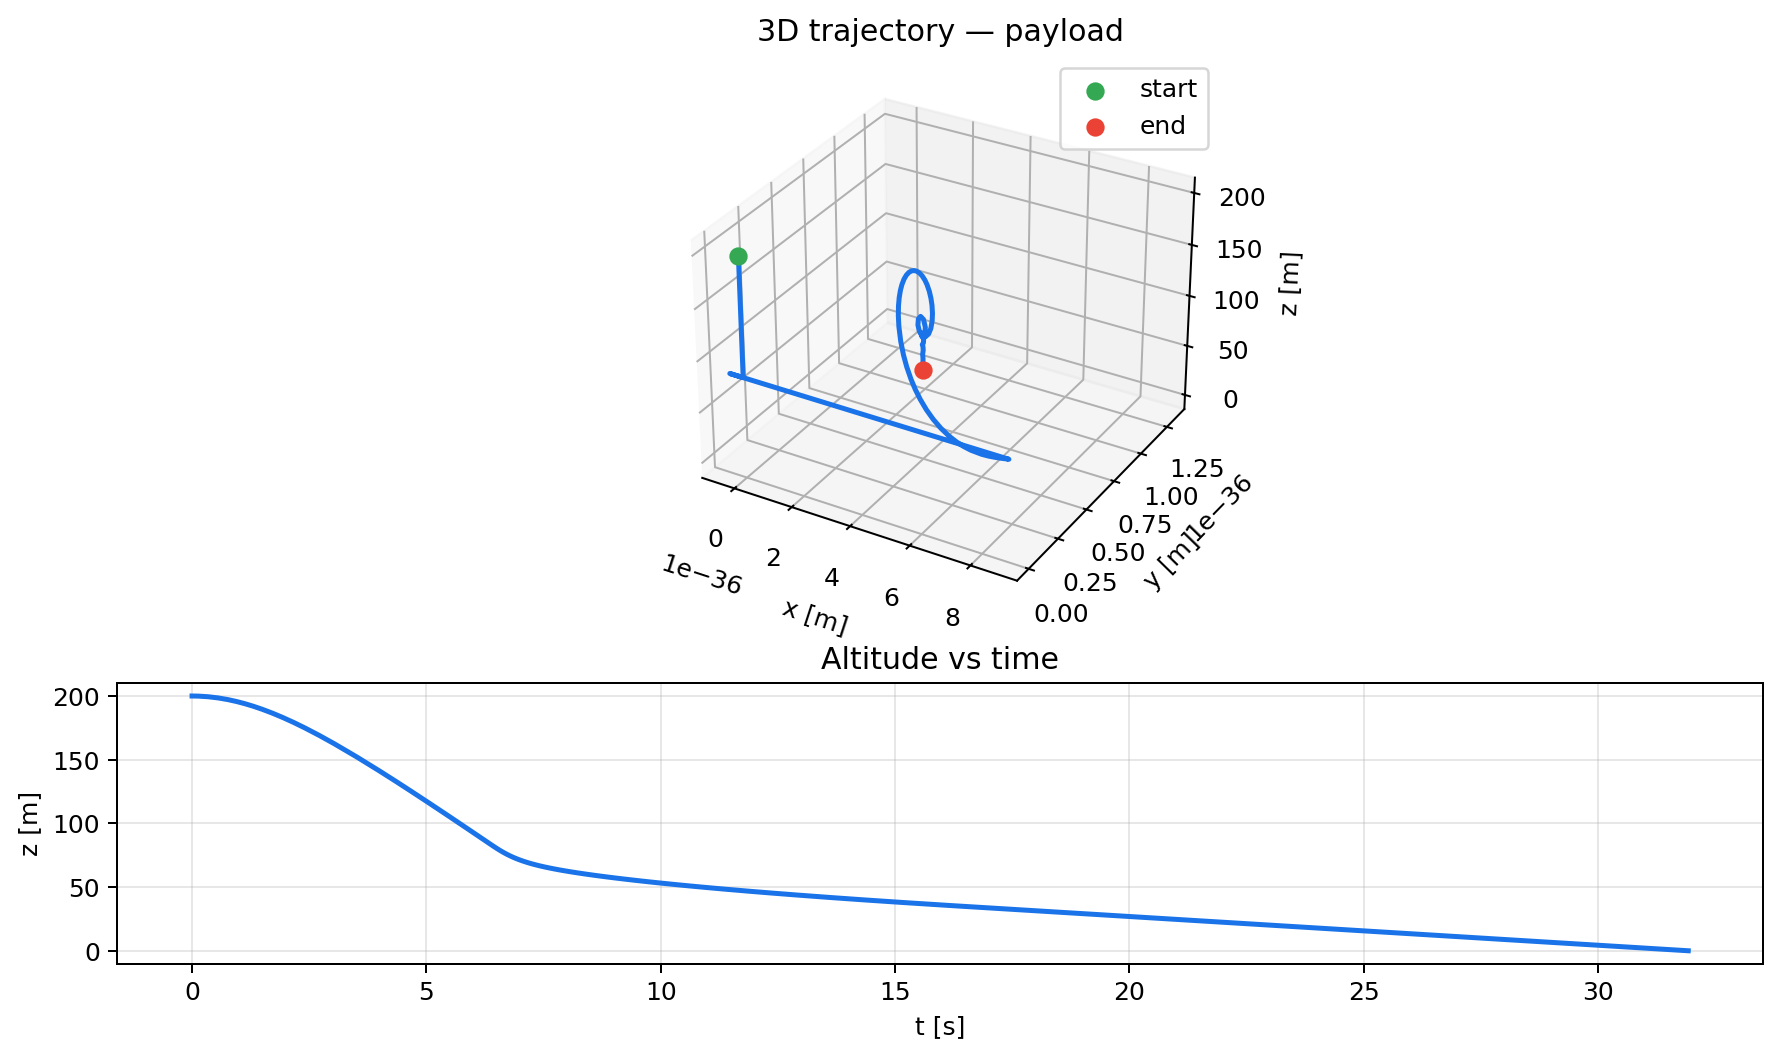 3D trajectory — payload
start
end
200
150
100
50
0
z [m]
1.25
1.00
0.75
0.50
0.25
0.00
1e−36
y [m]
0
2
4
6
8
1e−36
x [m]
Altitude vs time
200
150
100
50
0
z [m]
0 5 10 15 20 25 30
t [s]